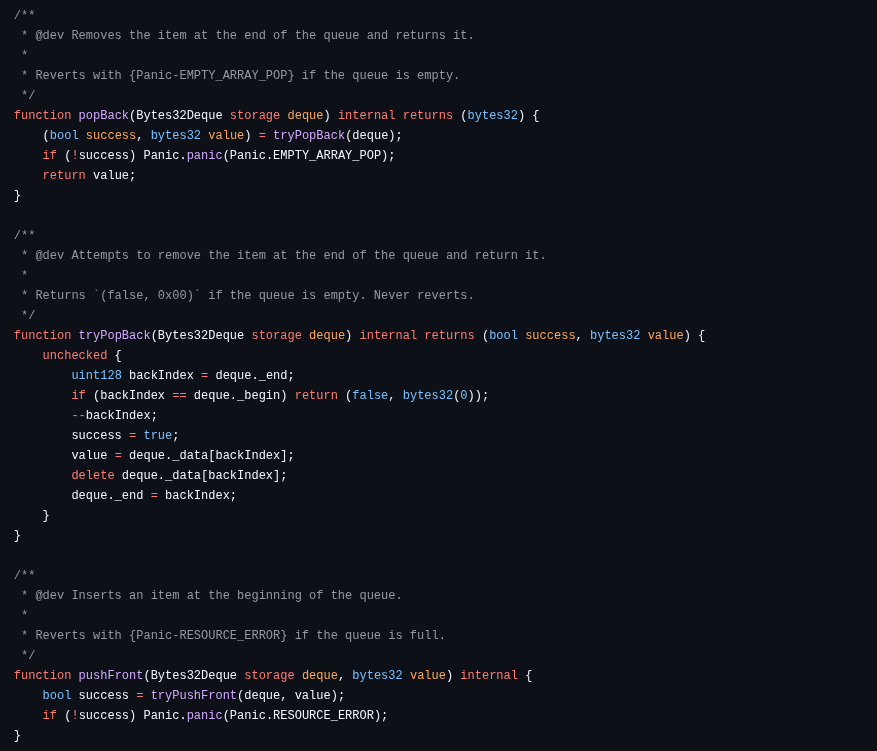 /**
 * @dev Removes the item at the end of the queue and returns it.
 *
 * Reverts with {Panic-EMPTY_ARRAY_POP} if the queue is empty.
 */
function popBack(Bytes32Deque storage deque) internal returns (bytes32) {
    (bool success, bytes32 value) = tryPopBack(deque);
    if (!success) Panic.panic(Panic.EMPTY_ARRAY_POP);
    return value;
}

/**
 * @dev Attempts to remove the item at the end of the queue and return it.
 *
 * Returns `(false, 0x00)` if the queue is empty. Never reverts.
 */
function tryPopBack(Bytes32Deque storage deque) internal returns (bool success, bytes32 value) {
    unchecked {
        uint128 backIndex = deque._end;
        if (backIndex == deque._begin) return (false, bytes32(0));
        --backIndex;
        success = true;
        value = deque._data[backIndex];
        delete deque._data[backIndex];
        deque._end = backIndex;
    }
}

/**
 * @dev Inserts an item at the beginning of the queue.
 *
 * Reverts with {Panic-RESOURCE_ERROR} if the queue is full.
 */
function pushFront(Bytes32Deque storage deque, bytes32 value) internal {
    bool success = tryPushFront(deque, value);
    if (!success) Panic.panic(Panic.RESOURCE_ERROR);
}